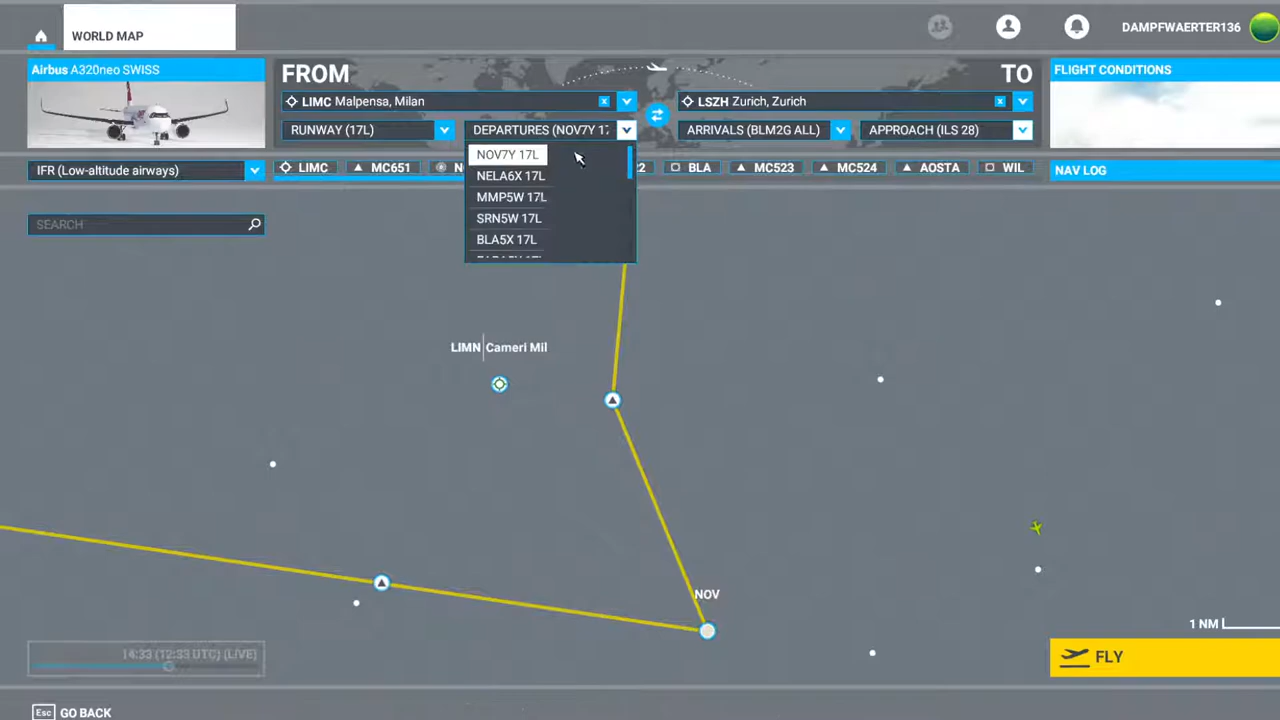 WORLD MAP
DAMPFWAERTER136
Airbus A320neo SWISS
FROM
TO
FLIGHT CONDITIONS
LIMC Malpensa, Milan
LSZH Zurich, Zurich
RUNWAY (17L)
DEPARTURES (NOV7Y 17
ARRIVALS (BLM2G ALL)
APPROACH (ILS 28)
IFR (Low-altitude airways)
LIMC
MC651
BLA
MC523
MC524
AOSTA
WIL
NAV LOG
NOV7Y 17L
NELA6X 17L
MMP5W 17L
SRN5W 17L
BLA5X 17L
SEARCH
LIMN Cameri Mil
NOV
1 NM
14:33 (12:33 UTC) (LIVE)
FLY
Esc GO BACK